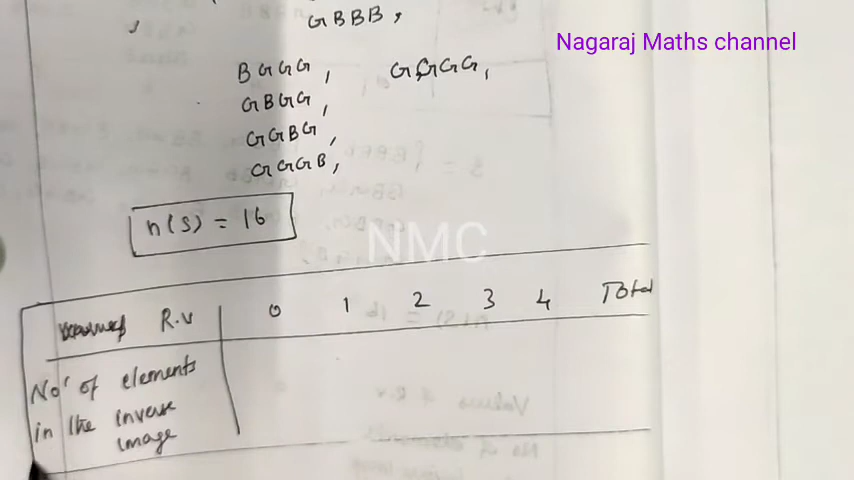 GBBB,
Nagaraj Maths channel
BGGG, GGGG,
GBGG,
GGBG,
GGGB,
n(S) = 16
NMC
R.v 0 1 2 3 4 Total
No' of elements
in the inverse
image